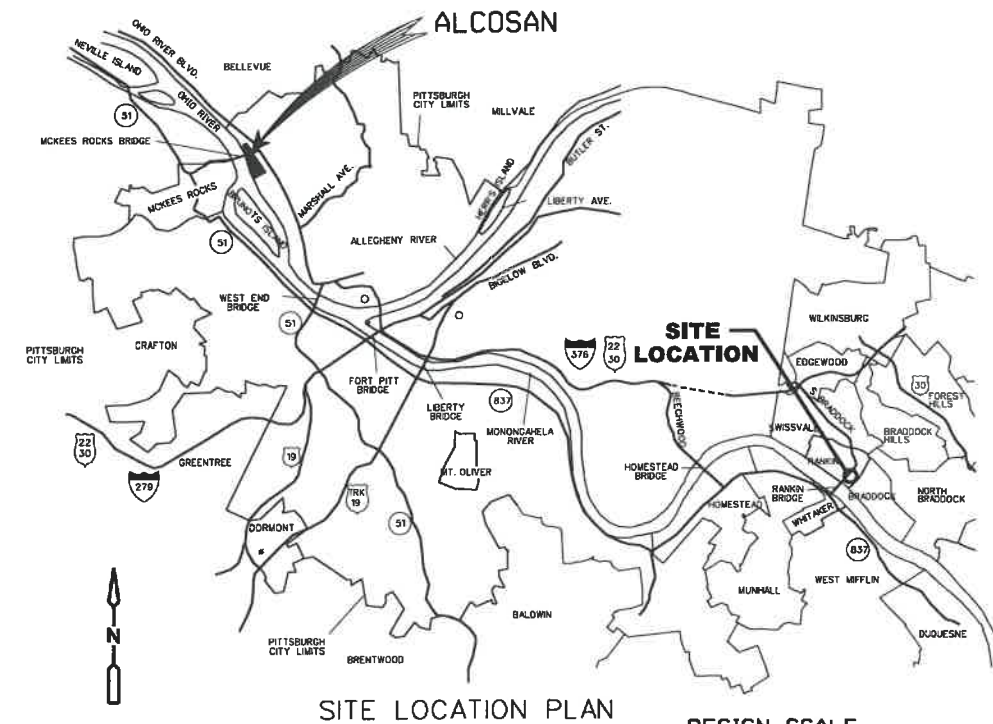 ALCOSAN
OHIO RIVER BLVD.
NEVILLE ISLAND
BELLEVUE
OHIO RIVER
PITTSBURGH
CITY LIMITS
MILLVALE
51
MCKEES ROCKS BRIDGE
BUTLER ST.
MARSHALL AVE.
HERR'S ISLAND
MCKEES ROCKS
BRUNOTS ISLAND
LIBERTY AVE.
51
ALLEGHENY RIVER
BIGELOW BLVD.
WEST END
BRIDGE
51
SITE
LOCATION
WILKINSBURG
PITTSBURGH
CITY LIMITS
CRAFTON
376
22
30
EDGEWOOD
FORT PITT
BRIDGE
LIBERTY
BRIDGE
837
BEECHWOOD
S BRADDOCK
30
FOREST
HILLS
SWISSVALE
BRADDOCK
HILLS
MONONGAHELA
RIVER
22
30
GREENTREE
19
279
MT. OLIVER
HOMESTEAD
BRIDGE
RANKIN
RANKIN
BRIDGE
BRADDOCK
NORTH
BRADDOCK
TRK
19
51
HOMESTEAD
WHITAKER
DORMONT
837
MUNHALL
WEST MIFFLIN
BALDWIN
N
DUQUESNE
PITTSBURGH
CITY LIMITS
BRENTWOOD
SITE LOCATION PLAN
DESIGN SCALE